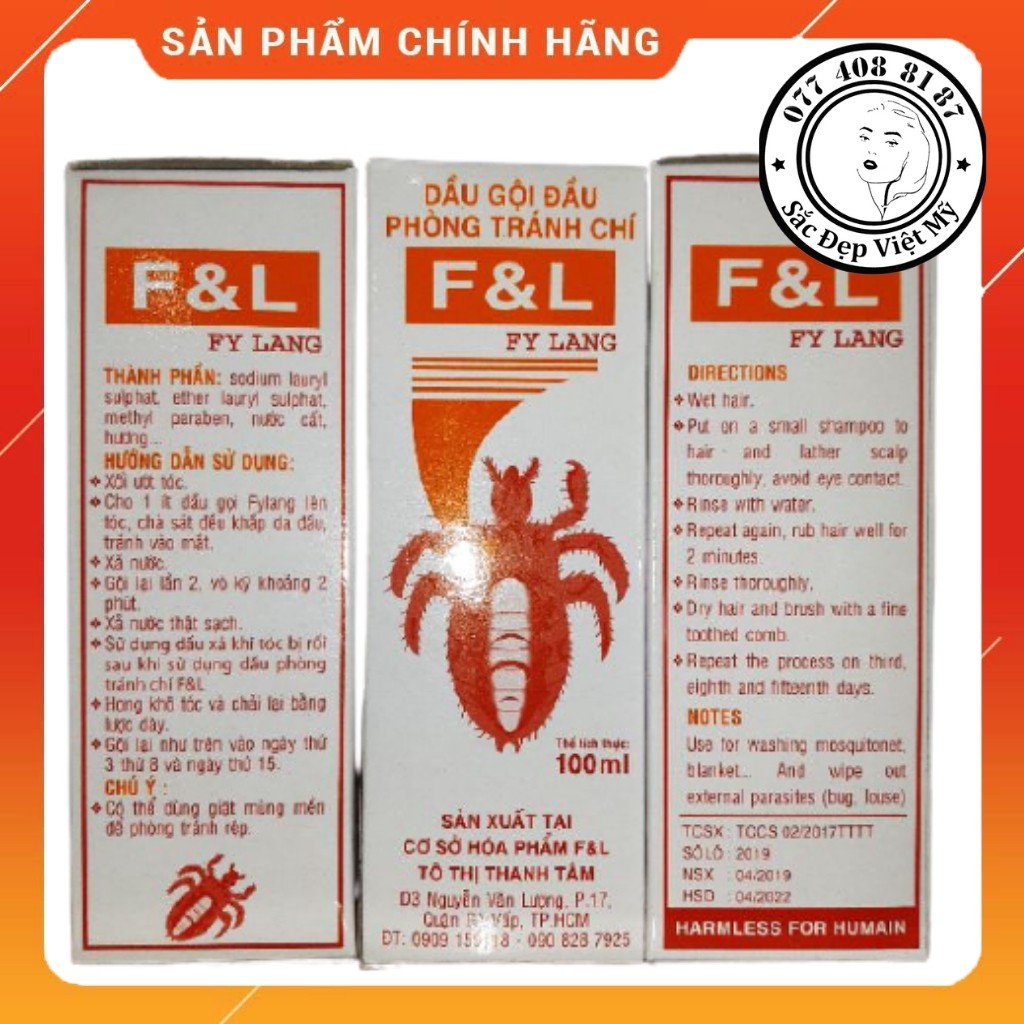 SẢN PHẨM CHÍNH HÃNG
077 408 8187
Sắc Đẹp Việt Mỹ
F&L
FY LANG
THÀNH PHẦN: sodium lauryl
sulphat, ether lauryl sulphat,
methyl paraben, nước cất,
hương...
HƯỚNG DẪN SỬ DỤNG:
❖ Xối ướt tóc.
❖ Cho 1 ít dầu gọi Fylang lên
tóc, chà sát đều khắp da đầu,
tránh vào mắt.
❖ Xả nước.
❖ Gội lại lần 2, vò kỹ khoảng 2
phút.
❖ Xả nước thật sạch.
❖ Sử dụng dầu xả khi tóc bị rối
sau khi sử dụng dầu phòng
tránh chí F&L
❖ Hong khô tóc và chải lại bằng
lược dày.
❖ Gội lại như trên vào ngày thứ
3 thứ 8 và ngày thứ 15.
CHÚ Ý :
❖ Có thể dùng giặt mùng mền
để phòng tránh rệp.
DẦU GỘI ĐẦU
PHÒNG TRÁNH CHÍ
F&L
FY LANG
Thể tích thực:
100ml
SẢN XUẤT TẠI
CƠ SỞ HÓA PHẨM F&L
TÔ THỊ THANH TÂM
D3 Nguyễn Văn Lượng, P.17,
Quận Gò Vấp, TP.HCM
ĐT: 0909 - 090 828 7925
F&L
FY LANG
DIRECTIONS
❖ Wet hair.
❖ Put on a small shampoo to
hair and lather scalp
thoroughly, avoid eye contact.
❖ Rinse with water.
❖ Repeat again, rub hair well for
2 minutes.
❖ Rinse thoroughly.
❖ Dry hair and brush with a fine
toothed comb.
❖ Repeat the process on third,
eighth and fifteenth days.
NOTES
Use for washing mosquitonet,
blanket... And wipe out
external parasites (bug, louse)
TCSX : TCCS 02/2017TTTT
SỐ LÔ : 2019
NSX : 04/2019
HSD : 04/2022
HARMLESS FOR HUMAIN